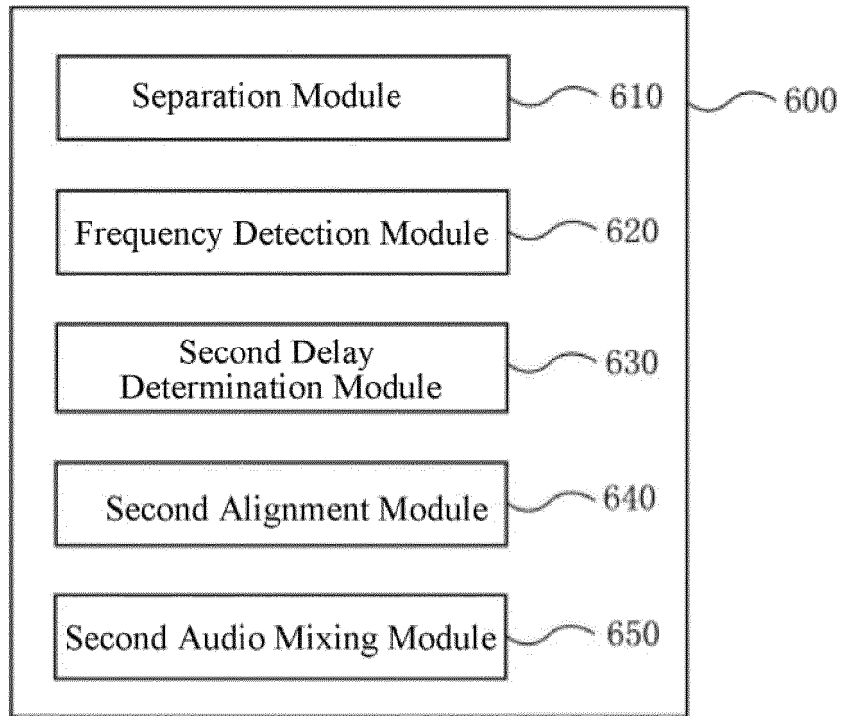 Separation Module
610
600
Frequency Detection Module
620
Second Delay
Determination Module
630
Second Alignment Module
640
Second Audio Mixing Module
650